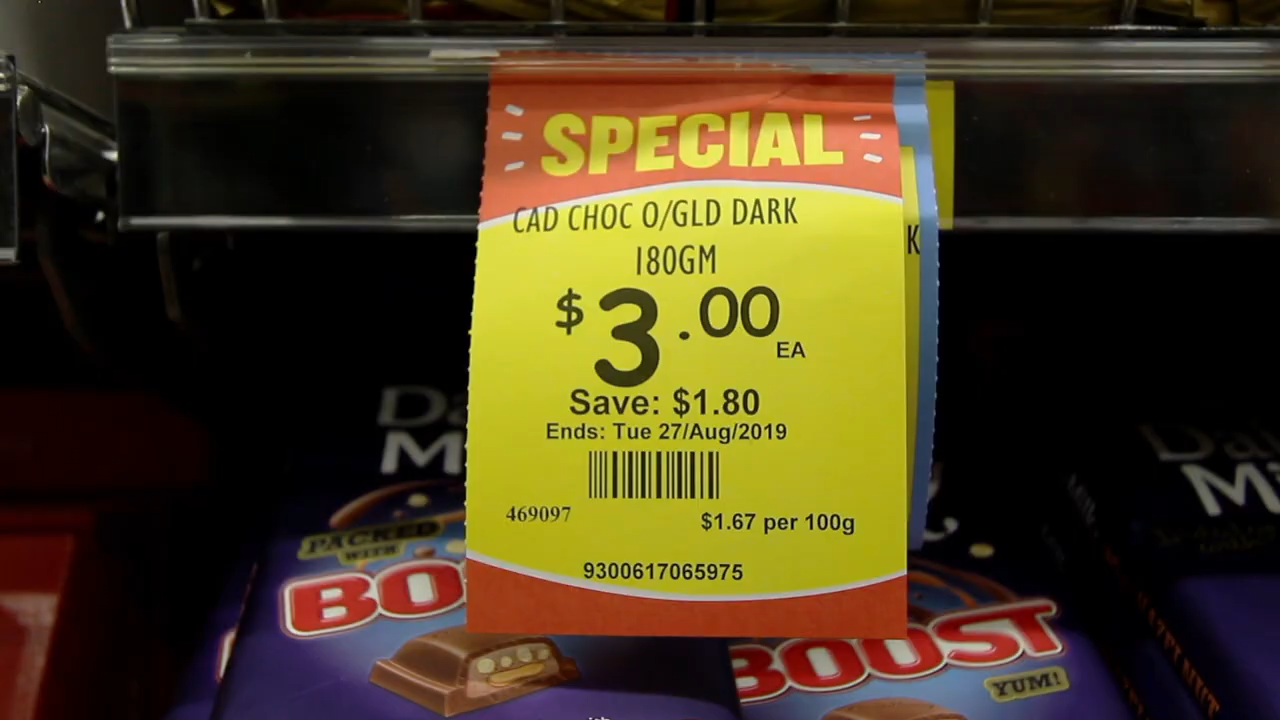 SPECIAL
CAD CHOC O/GLD DARK
180GM
$3.00
EA
Save: $1.80
Ends: Tue 27/Aug/2019
469097
$1.67 per 100g
9300617065975
K
PACKED
WITH
BO
BOOST
YUM!